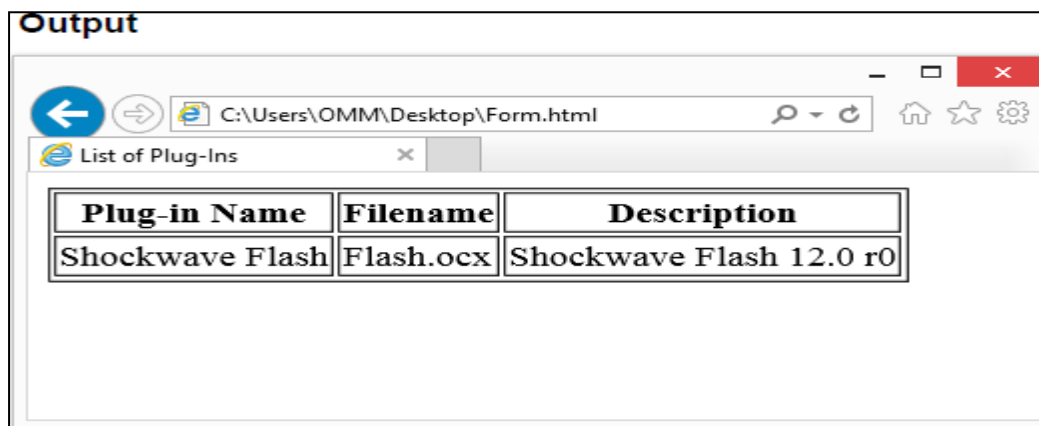 Output
C:\Users\OMM\Desktop\Form.html
List of Plug-Ins
Plug-in Name Filename Description
Shockwave Flash Flash.ocx Shockwave Flash 12.0 r0